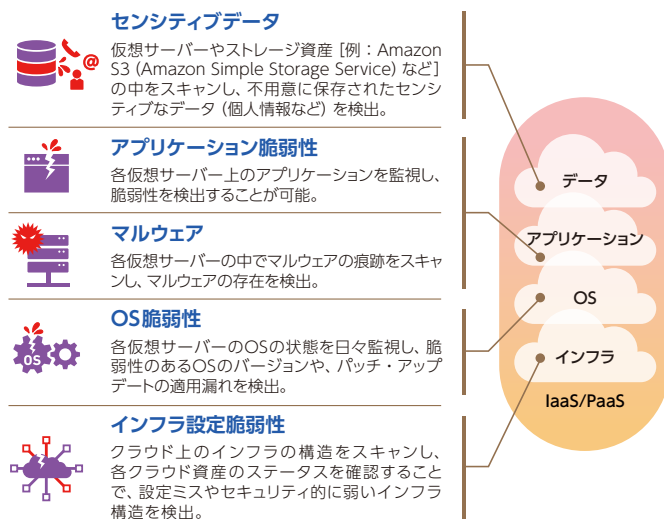 センシティブデータ
仮想サーバーやストレージ資産 [例：Amazon
S3 (Amazon Simple Storage Service) など]
の中をスキャンし、不用意に保存されたセンシ
ティブなデータ (個人情報など) を検出。
@
アプリケーション脆弱性
各仮想サーバー上のアプリケーションを監視し、
脆弱性を検出することが可能。
マルウェア
各仮想サーバーの中でマルウェアの痕跡をスキャ
ンし、マルウェアの存在を検出。
OS脆弱性
各仮想サーバーのOSの状態を日々監視し、脆
弱性のあるOSのバージョンや、パッチ・アップ
デートの適用漏れを検出。
OS
インフラ設定脆弱性
クラウド上のインフラの構造をスキャンし、
各クラウド資産のステータスを確認すること
で、設定ミスやセキュリティ的に弱いインフラ
構造を検出。
データ
アプリケーション
OS
インフラ
IaaS/PaaS